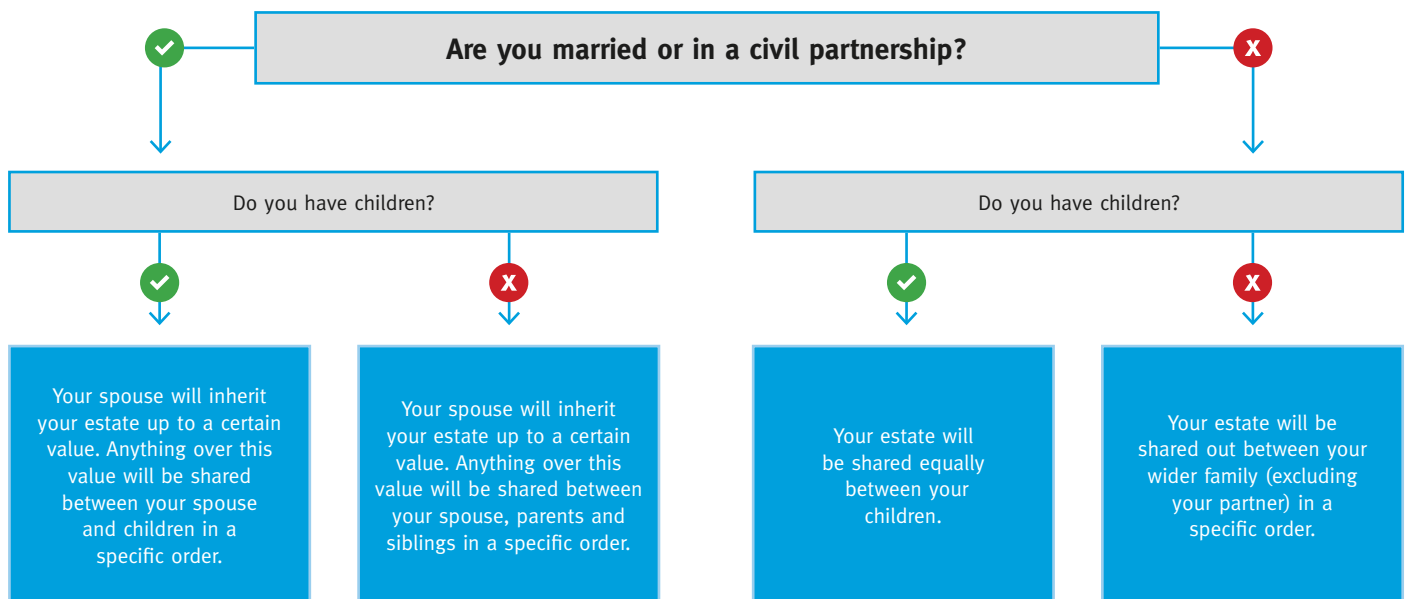 Are you married or in a civil partnership?
Do you have children?
Do you have children?
Your spouse will inherit
your estate up to a certain
value. Anything over this
value will be shared
between your spouse
and children in a
specific order.
Your spouse will inherit
your estate up to a certain
value. Anything over this
value will be shared between
your spouse, parents and
siblings in a specific order.
Your estate will
be shared equally
between your
children.
Your estate will be
shared out between your
wider family (excluding
your partner) in a
specific order.